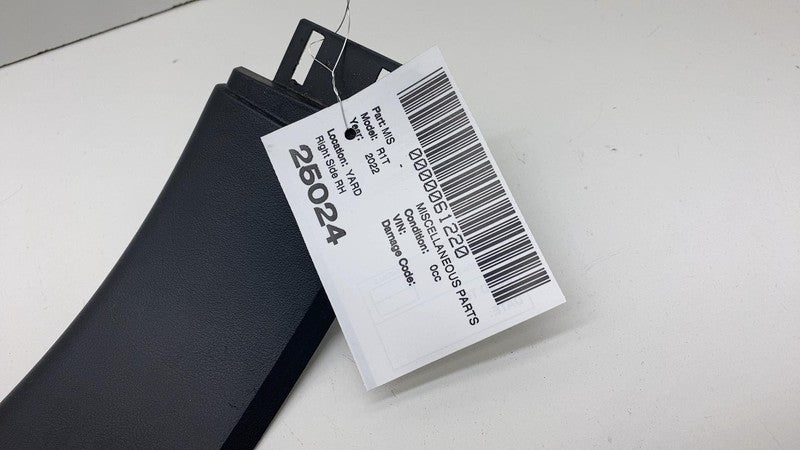 0000061220
Part: MIS
MISCELLANEOUS PARTS
Model: R1T
Condition: 0cc
Year: 2022
VIN:
Location: YARD
Damage Code:
Right Side RH
25024